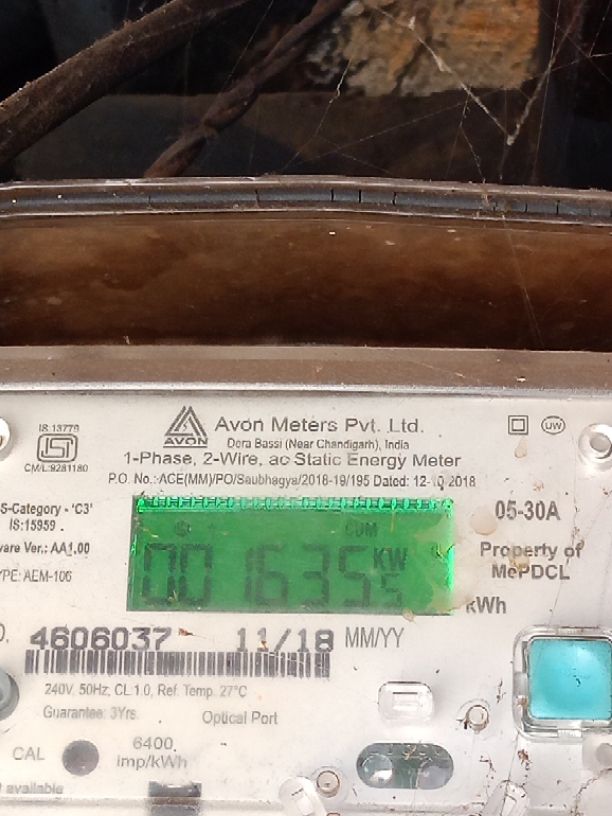 Avon Meters Pvt. Ltd.
AVON
Dera Bassi (Near Chandigarh), India
UW
IS 13779
ISI
CM/L:9281180
1-Phase, 2-Wire, ac Static Energy Meter
P.O. No.:ACE(MM)/PO/Saubhagya/2018-19/195 Dated: 12-10-2018
S-Category - 'C3'
IS:15959
05-30A
CUM
KW
ware Ver.: AA1.00
Property of
MePDCL
YPE: AEM-106
001635
kWh
4606037
11/18 MM/YY
240V, 50Hz, CL 1.0, Ref. Temp. 27°C
Guarantee: 3Yrs.
Optical Port
CAL
6400
imp/kWh
available